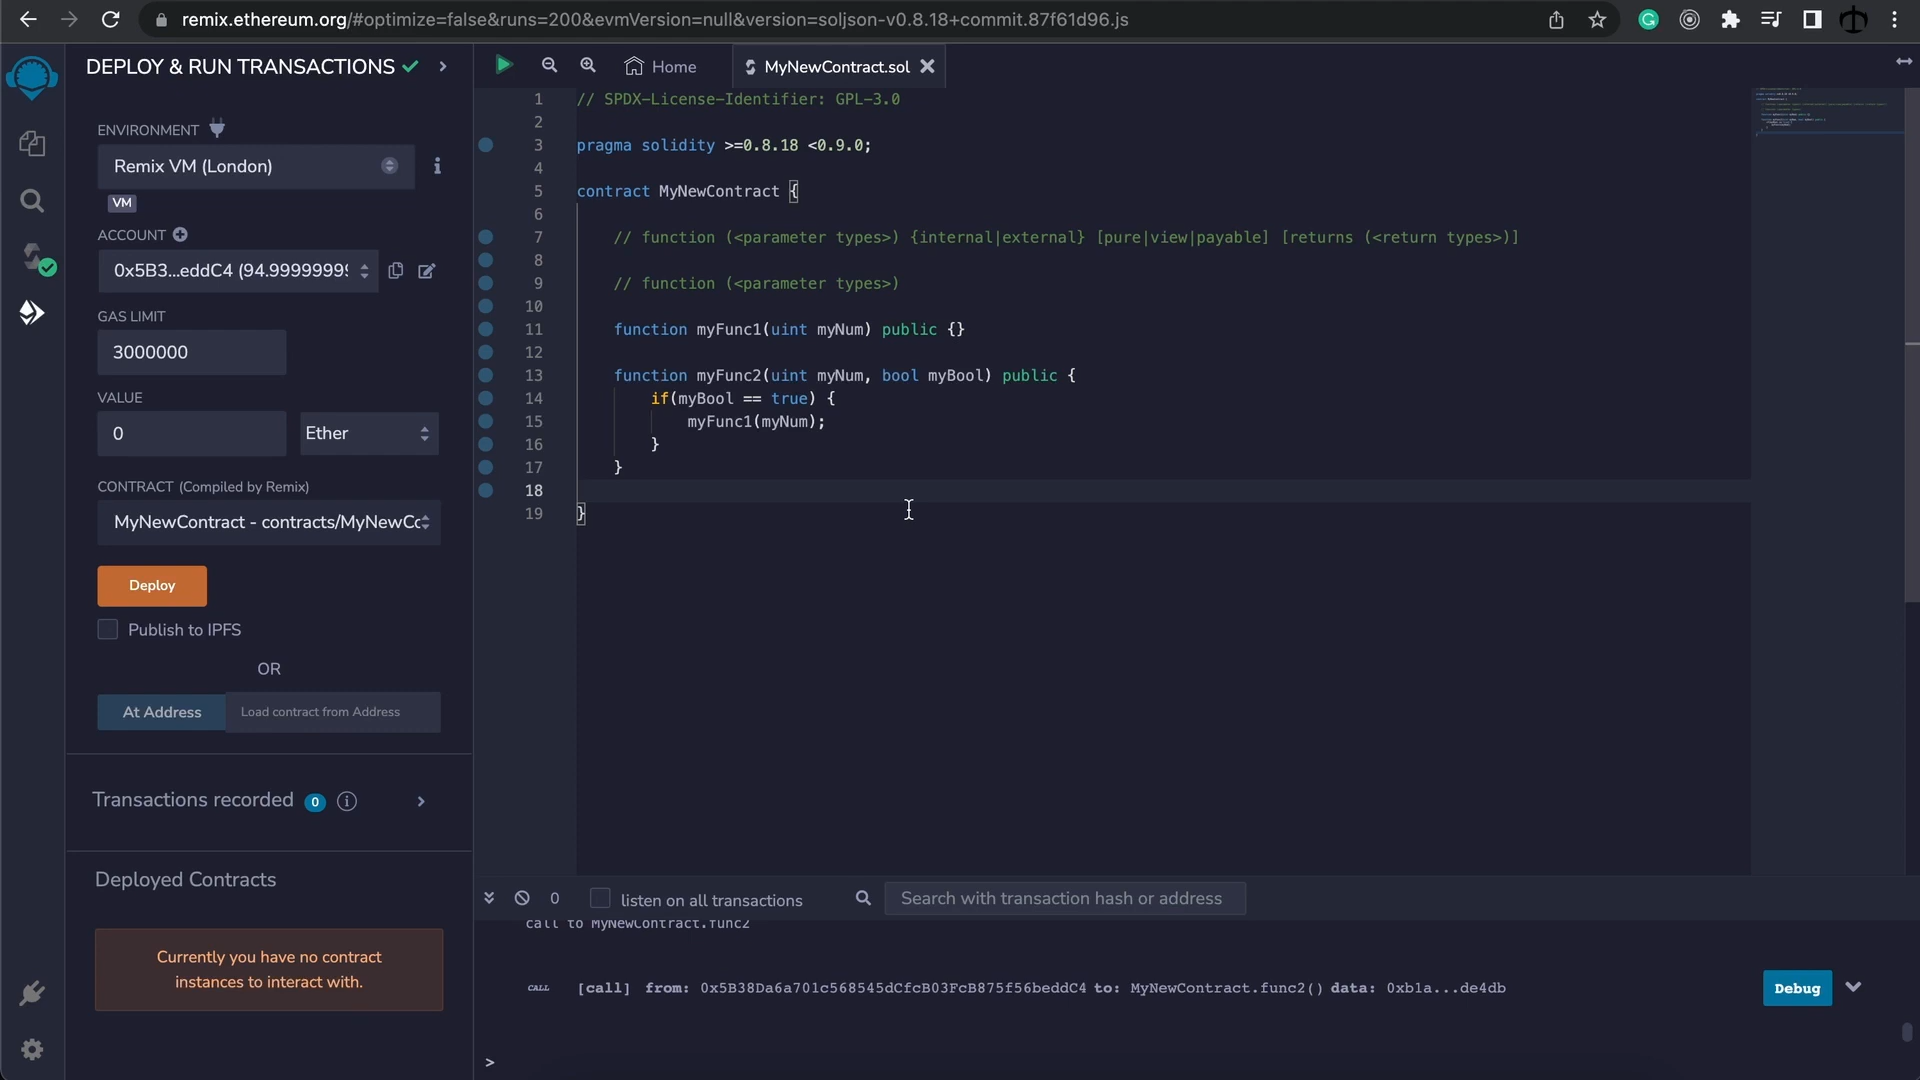 remix.ethereum.org/#optimize=false&runs=200&evmVersion=null&version=soljson-v0.8.18+commit.87f61d96.js
DEPLOY & RUN TRANSACTIONS
ENVIRONMENT
Remix VM (London)
VM
ACCOUNT
0x5B3...eddC4 (94.9999999
GAS LIMIT
3000000
VALUE
0
Ether
CONTRACT (Compiled by Remix)
MyNewContract - contracts/MyNewCo
Deploy
Publish to IPFS
OR
At Address
Load contract from Address
Transactions recorded 0 i
Deployed Contracts
Currently you have no contract
instances to interact with.
Home
MyNewContract.sol
1 // SPDX-License-Identifier: GPL-3.0
2
3 pragma solidity >=0.8.18 <0.9.0;
4
5 contract MyNewContract {
6
7 // function (<parameter types>) {internal|external} [pure|view|payable] [returns (<return types>)]
8
9 // function (<parameter types>)
10
11 function myFunc1(uint myNum) public {}
12
13 function myFunc2(uint myNum, bool myBool) public {
14 if(myBool == true) {
15 myFunc1(myNum);
16 }
17 }
18
19 }
0
listen on all transactions
Search with transaction hash or address
call to MyNewContract.func2
CALL [call] from: 0x5B38Da6a701c568545dCfcB03FcB875f56beddC4 to: MyNewContract.func2() data: 0xb1a...de4db
Debug
>